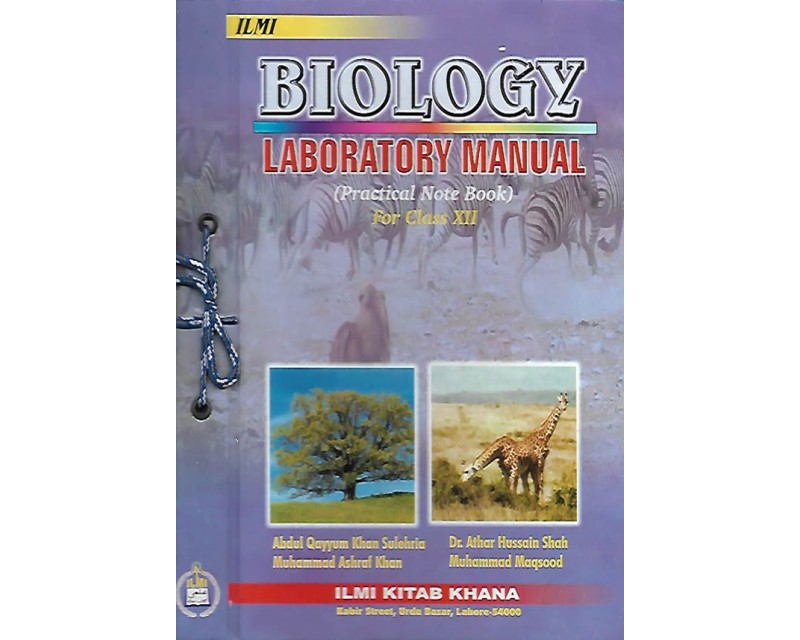 ILMI
BIOLOGY
LABORATORY MANUAL
(Practical Note Book)
For Class XII
Abdul Qayyum Khan Sulehria
Dr. Athar Hussain Shah
Muhammad Ashraf Khan
Muhammad Maqsood
ILMI
ILMI KITAB KHANA
Kabir Street, Urdu Bazar, Lahore-54000